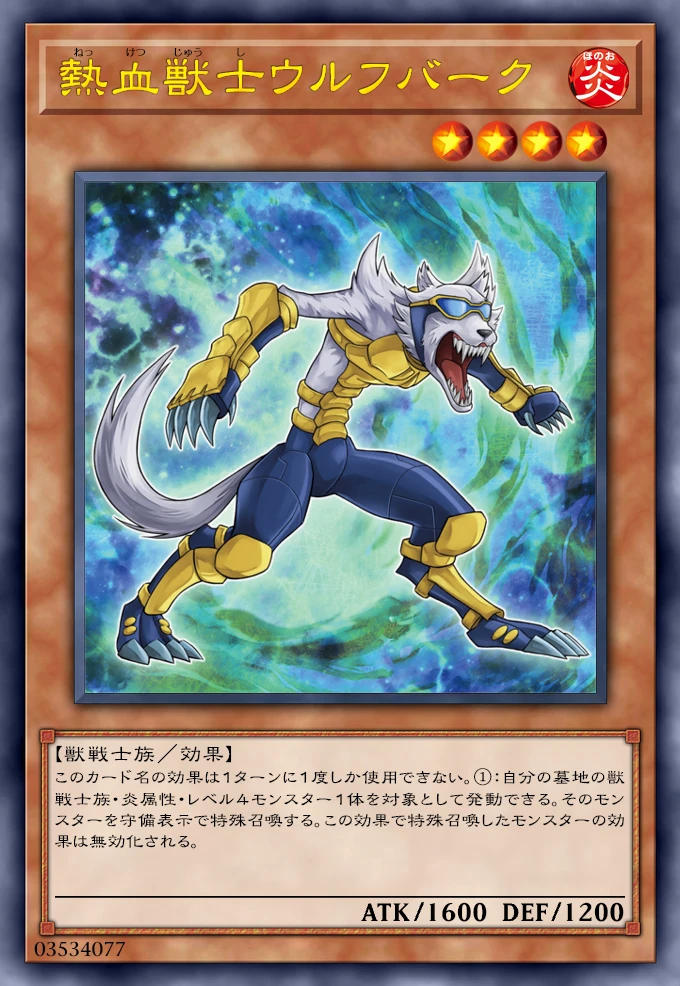 ねっけつじゅうし
熱血獣士ウルフバーク
ほのお
炎
【獣戦士族／効果】
このカード名の効果は1ターンに1度しか使用できない。①：自分の墓地の獣
戦士族・炎属性・レベル4モンスター1体を対象として発動できる。そのモン
スターを守備表示で特殊召喚する。この効果で特殊召喚したモンスターの効
果は無効化される。
ATK/1600 DEF/1200
03534077